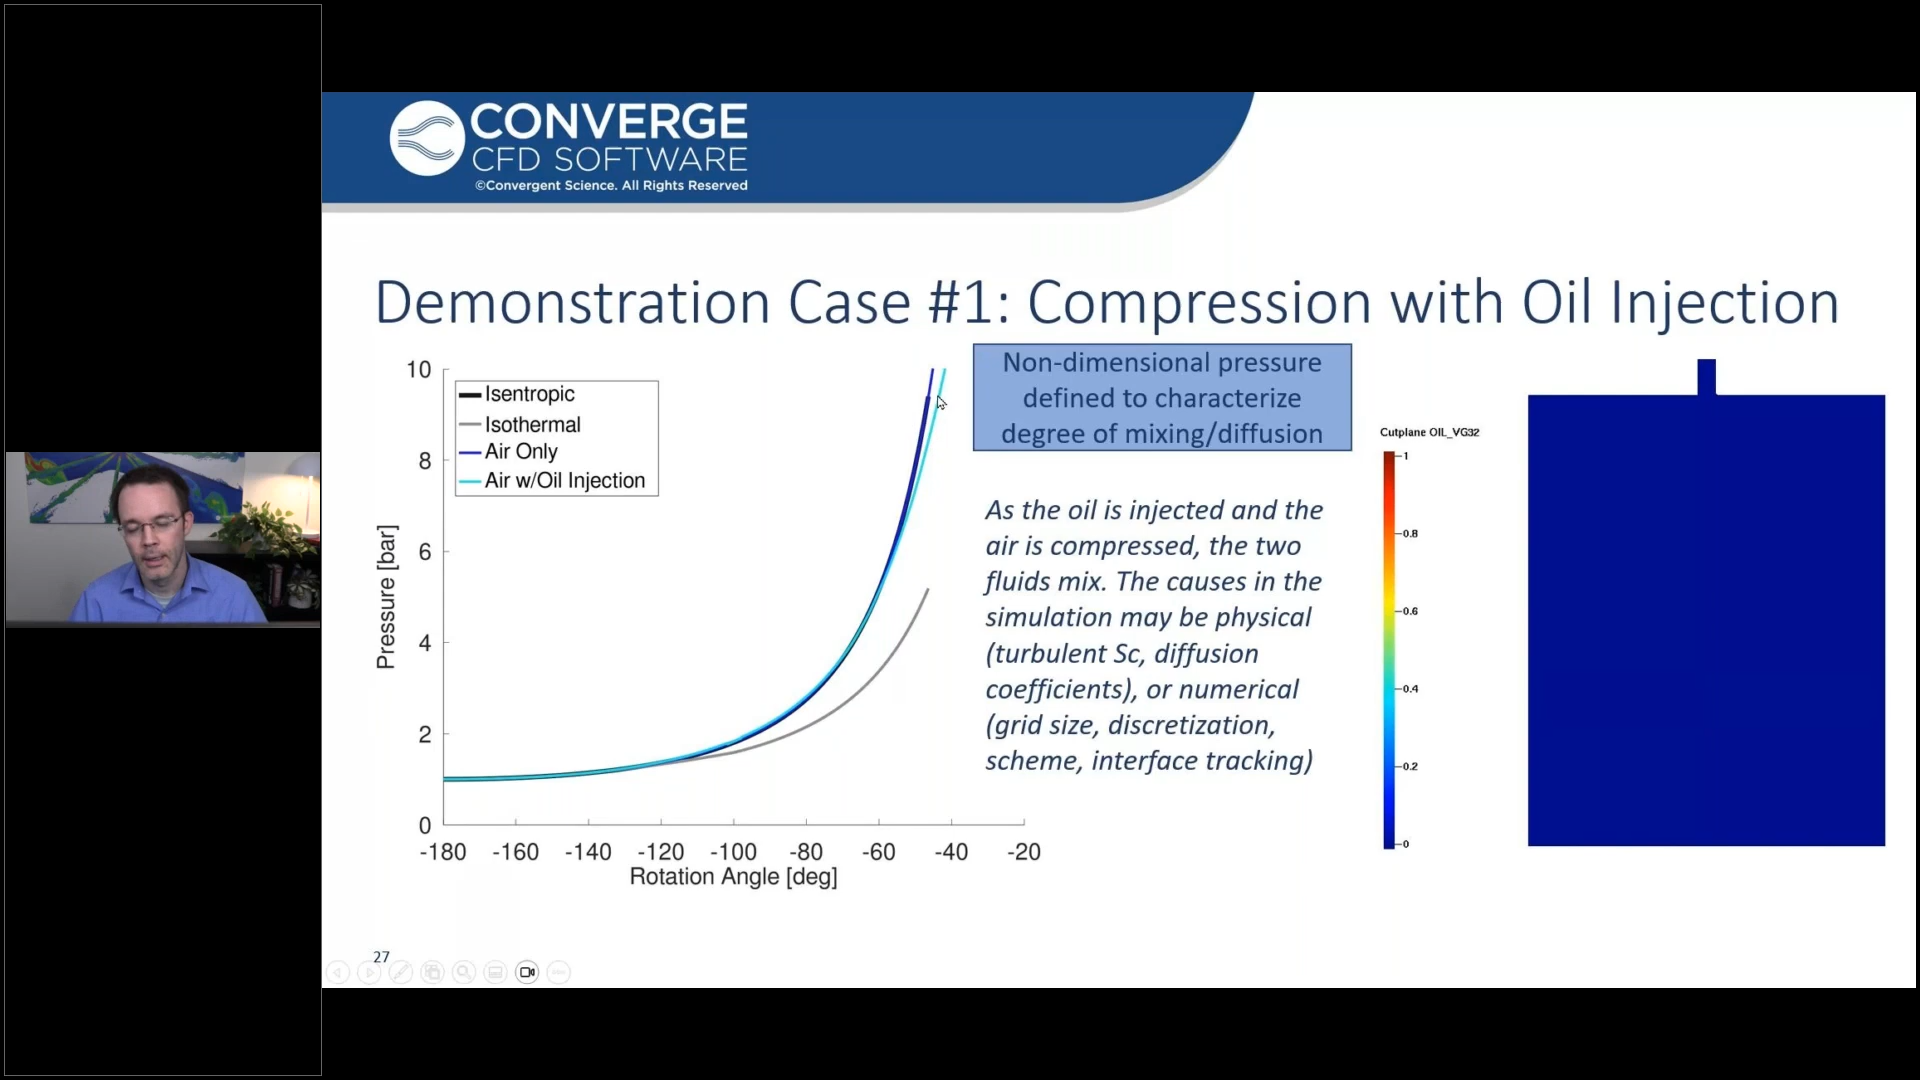 CONVERGE
CFD SOFTWARE
©Convergent Science. All Rights Reserved
Demonstration Case #1: Compression with Oil Injection
10
8
6
4
2
0
Pressure [bar]
Isentropic
Isothermal
Air Only
Air w/Oil Injection
-180 -160 -140 -120 -100 -80 -60 -40 -20
Rotation Angle [deg]
Non-dimensional pressure
defined to characterize
degree of mixing/diffusion
As the oil is injected and the
air is compressed, the two
fluids mix. The causes in the
simulation may be physical
(turbulent Sc, diffusion
coefficients), or numerical
(grid size, discretization,
scheme, interface tracking)
Cutplane OIL_VG32
1
0.8
0.6
0.4
0.2
0
27